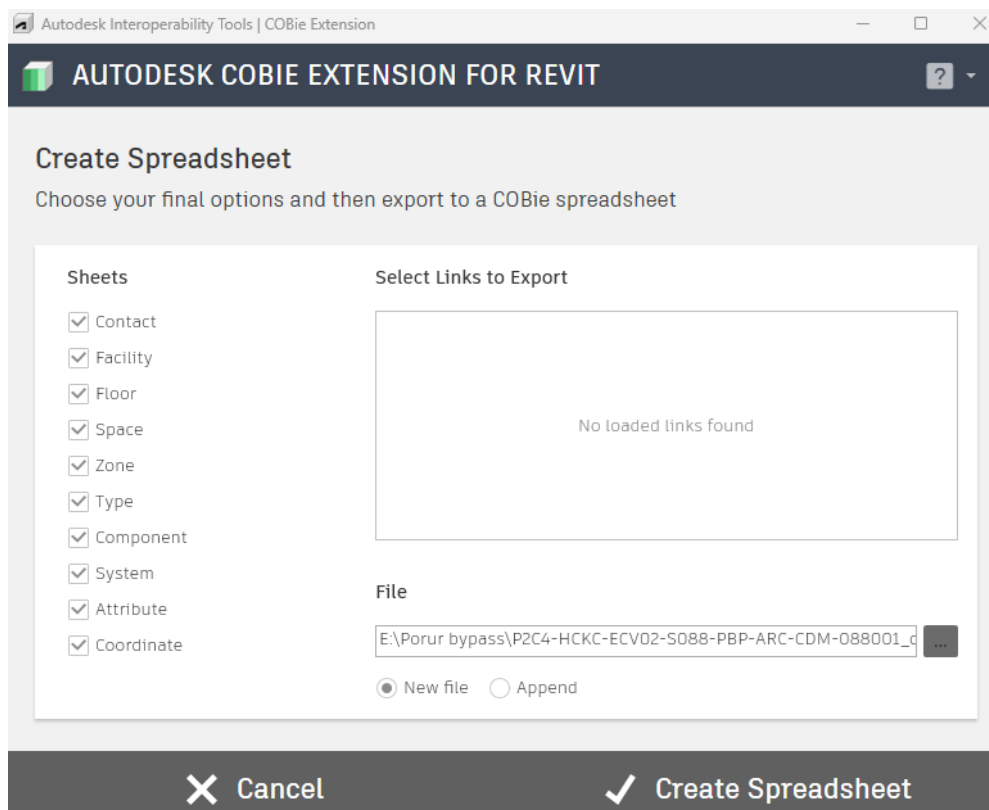 Autodesk Interoperability Tools | COBie Extension
AUTODESK COBIE EXTENSION FOR REVIT
?
Create Spreadsheet
Choose your final options and then export to a COBie spreadsheet
Sheets
Contact
Facility
Floor
Space
Zone
Type
Component
System
Attribute
Coordinate
Select Links to Export
No loaded links found
File
E:\Porur bypass\P2C4-HCKC-ECV02-S088-PBP-ARC-CDM-088001_
...
New file
Append
Cancel
Create Spreadsheet